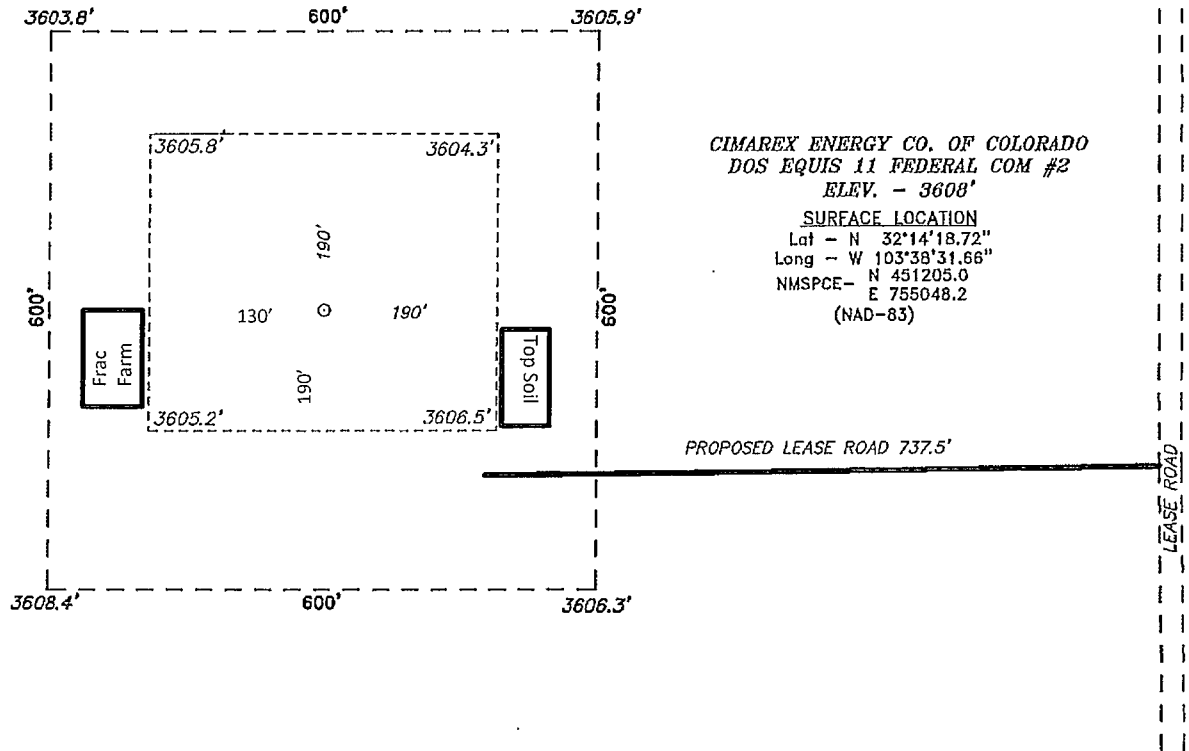 3603.8' 600' 3605.9'
3605.8' 3604.3'
CIMAREX ENERGY CO. OF COLORADO
DOS EQUIS 11 FEDERAL COM #2
ELEV. - 3608'
SURFACE LOCATION
Lat - N 32°14'18.72"
Long - W 103°38'31.66"
NMSPCE- N 451205.0
E 755048.2
(NAD-83)
190'
600' 130' 190' 600'
190'
Frac
Farm
Top Soil
3605.2' 3606.5'
PROPOSED LEASE ROAD 737.5'
LEASE ROAD
3608.4' 600' 3606.3'